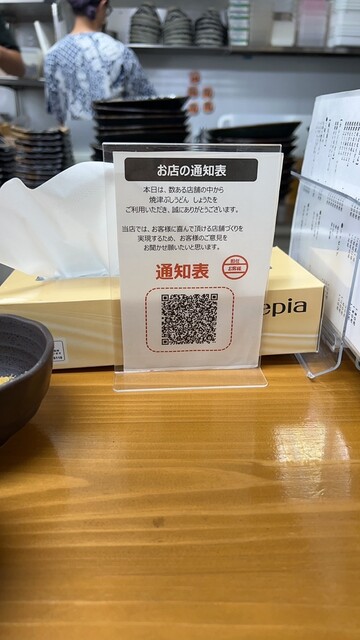 お店の通知表
本日は、数ある店舗の中から
焼津ぶしうどん しょうたを
ご利用いただき、誠にありがとうございます。
当店では、お客様に喜んで頂ける店舗づくりを
実現するため、お客様のご意見を
お聞かせ願いたいと思います。
通知表
epia